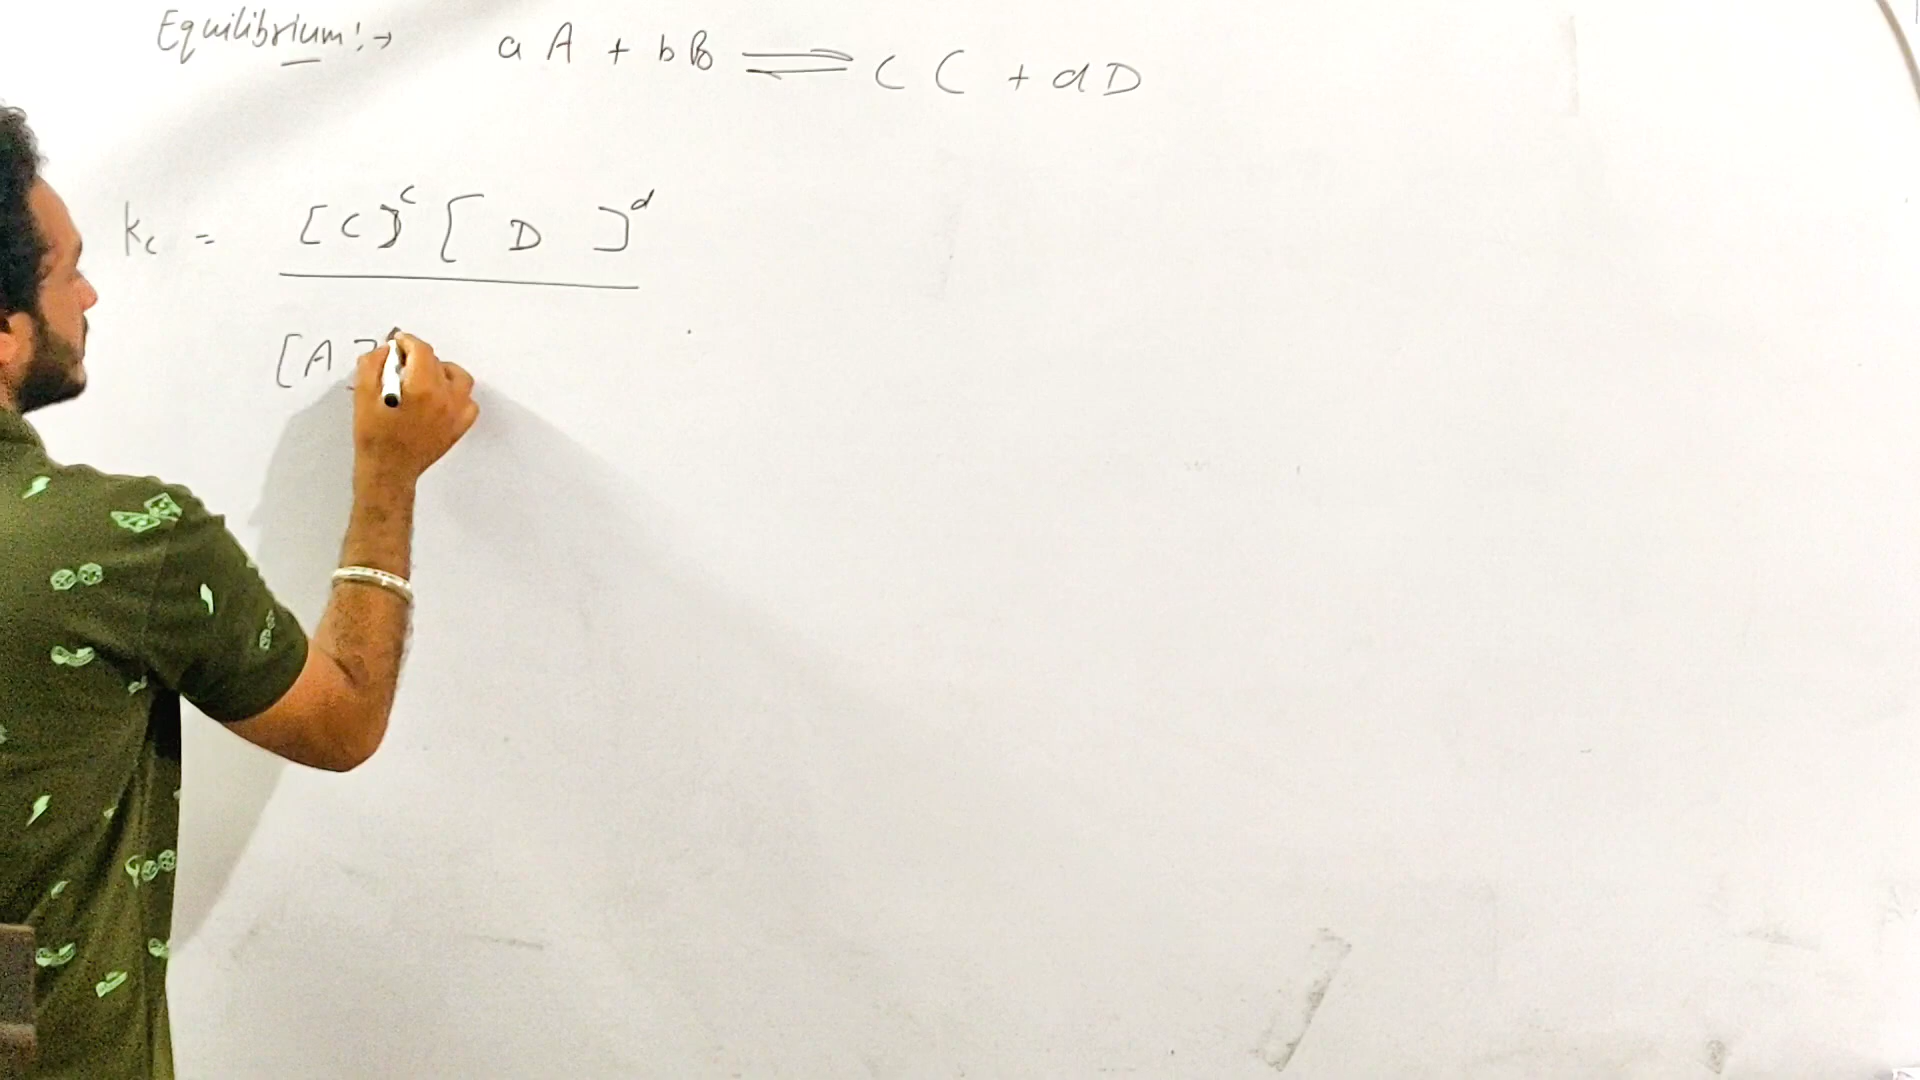 Equilibrium:→ aA + bB ⇌ cC + dD
Kc = [C]^c [D]^d
[A]